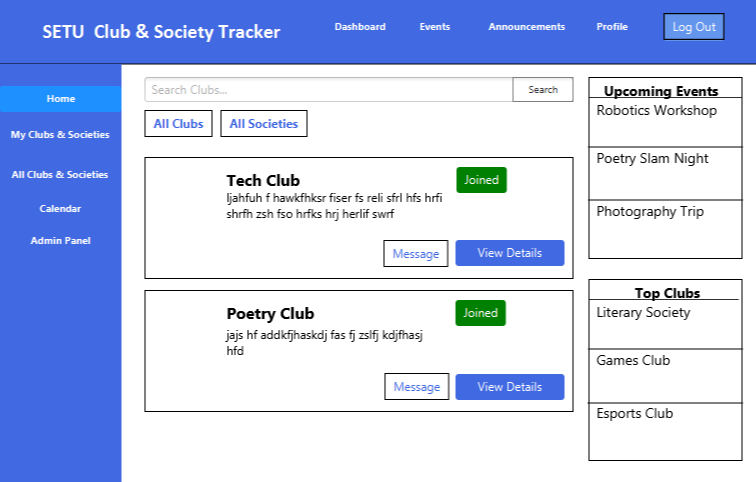 SETU Club & Society Tracker
Dashboard
Events
Announcements
Profile
Log Out
Home
My Clubs & Societies
All Clubs & Societies
Calendar
Admin Panel
Search Clubs...
Search
All Clubs
All Societies
Tech Club
Joined
ljahfuh f hawkfhksr fiser fs reli sfrl hfs hrfi
shrfh zsh fso hrfks hrj herlif swrf
Message
View Details
Poetry Club
Joined
jajs hf addkfjhaskdj fas fj zslfj kdjfhasj
hfd
Message
View Details
Upcoming Events
Robotics Workshop
Poetry Slam Night
Photography Trip
Top Clubs
Literary Society
Games Club
Esports Club